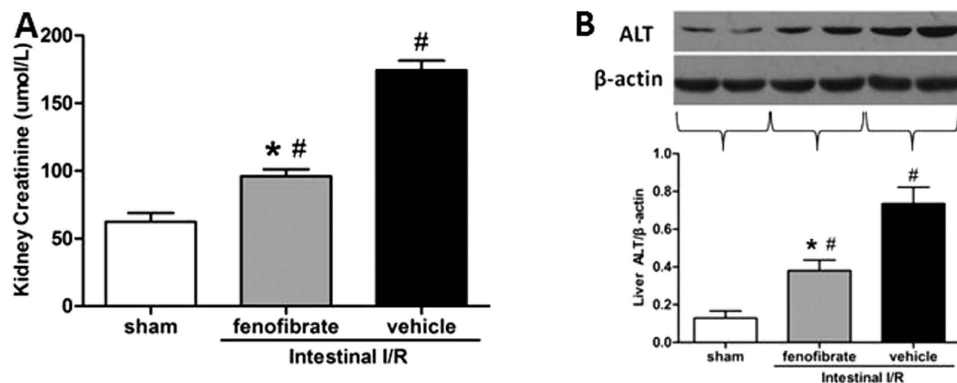 A
Kidney Creatinine (umol/L)
200
150
100
50
0
* #
#
sham
fenofibrate
vehicle
Intestinal I/R
B
ALT
β-actin
Liver ALT/β-actin
1.0
0.8
0.6
0.4
0.2
0.0
* #
#
sham
fenofibrate
vehicle
Intestinal I/R